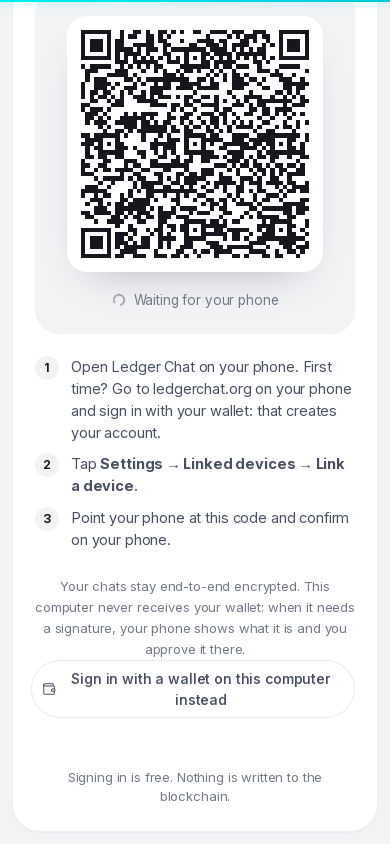 Waiting for your phone
1 Open Ledger Chat on your phone. First
time? Go to ledgerchat.org on your phone
and sign in with your wallet: that creates
your account.
2 Tap Settings → Linked devices → Link
a device.
3 Point your phone at this code and confirm
on your phone.
Your chats stay end-to-end encrypted. This
computer never receives your wallet: when it needs
a signature, your phone shows what it is and you
approve it there.
Sign in with a wallet on this computer
instead
Signing in is free. Nothing is written to the
blockchain.